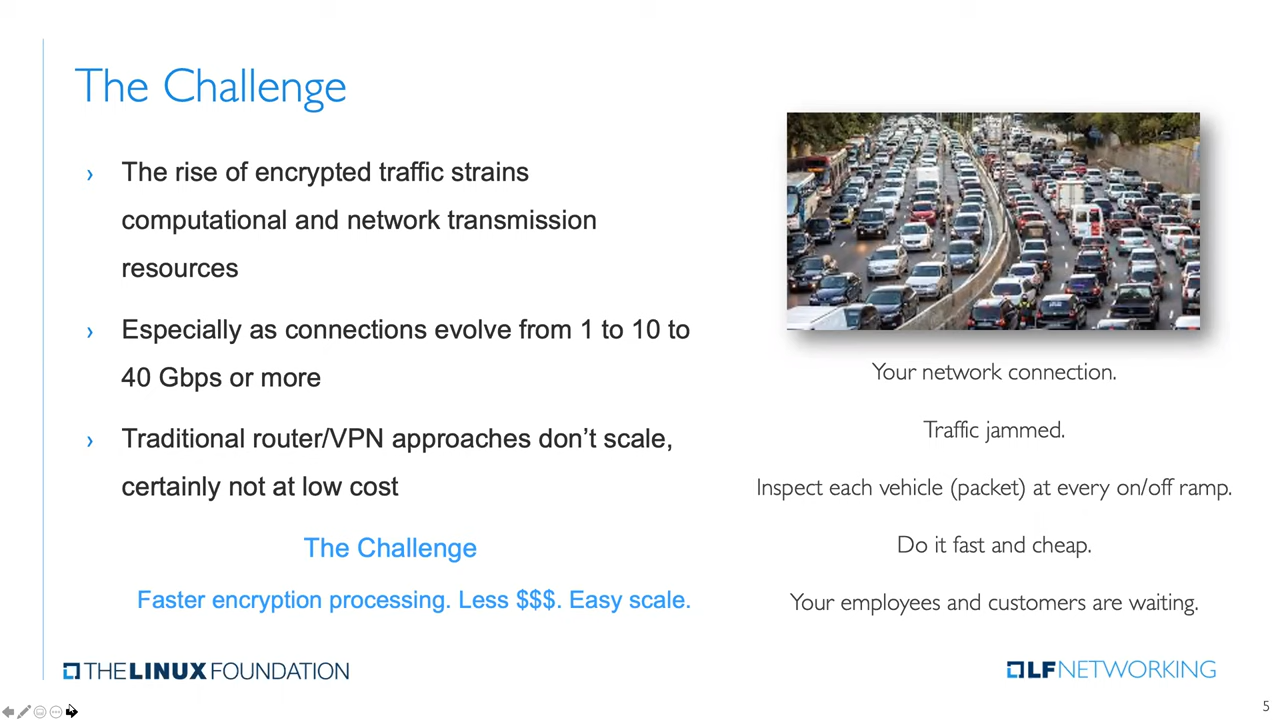 The Challenge
› The rise of encrypted traffic strains
computational and network transmission
resources
› Especially as connections evolve from 1 to 10 to
40 Gbps or more
› Traditional router/VPN approaches don’t scale,
certainly not at low cost
The Challenge
Faster encryption processing. Less $$$. Easy scale.
Your network connection.
Traffic jammed.
Inspect each vehicle (packet) at every on/off ramp.
Do it fast and cheap.
Your employees and customers are waiting.
THE LINUX FOUNDATION
LF NETWORKING
5